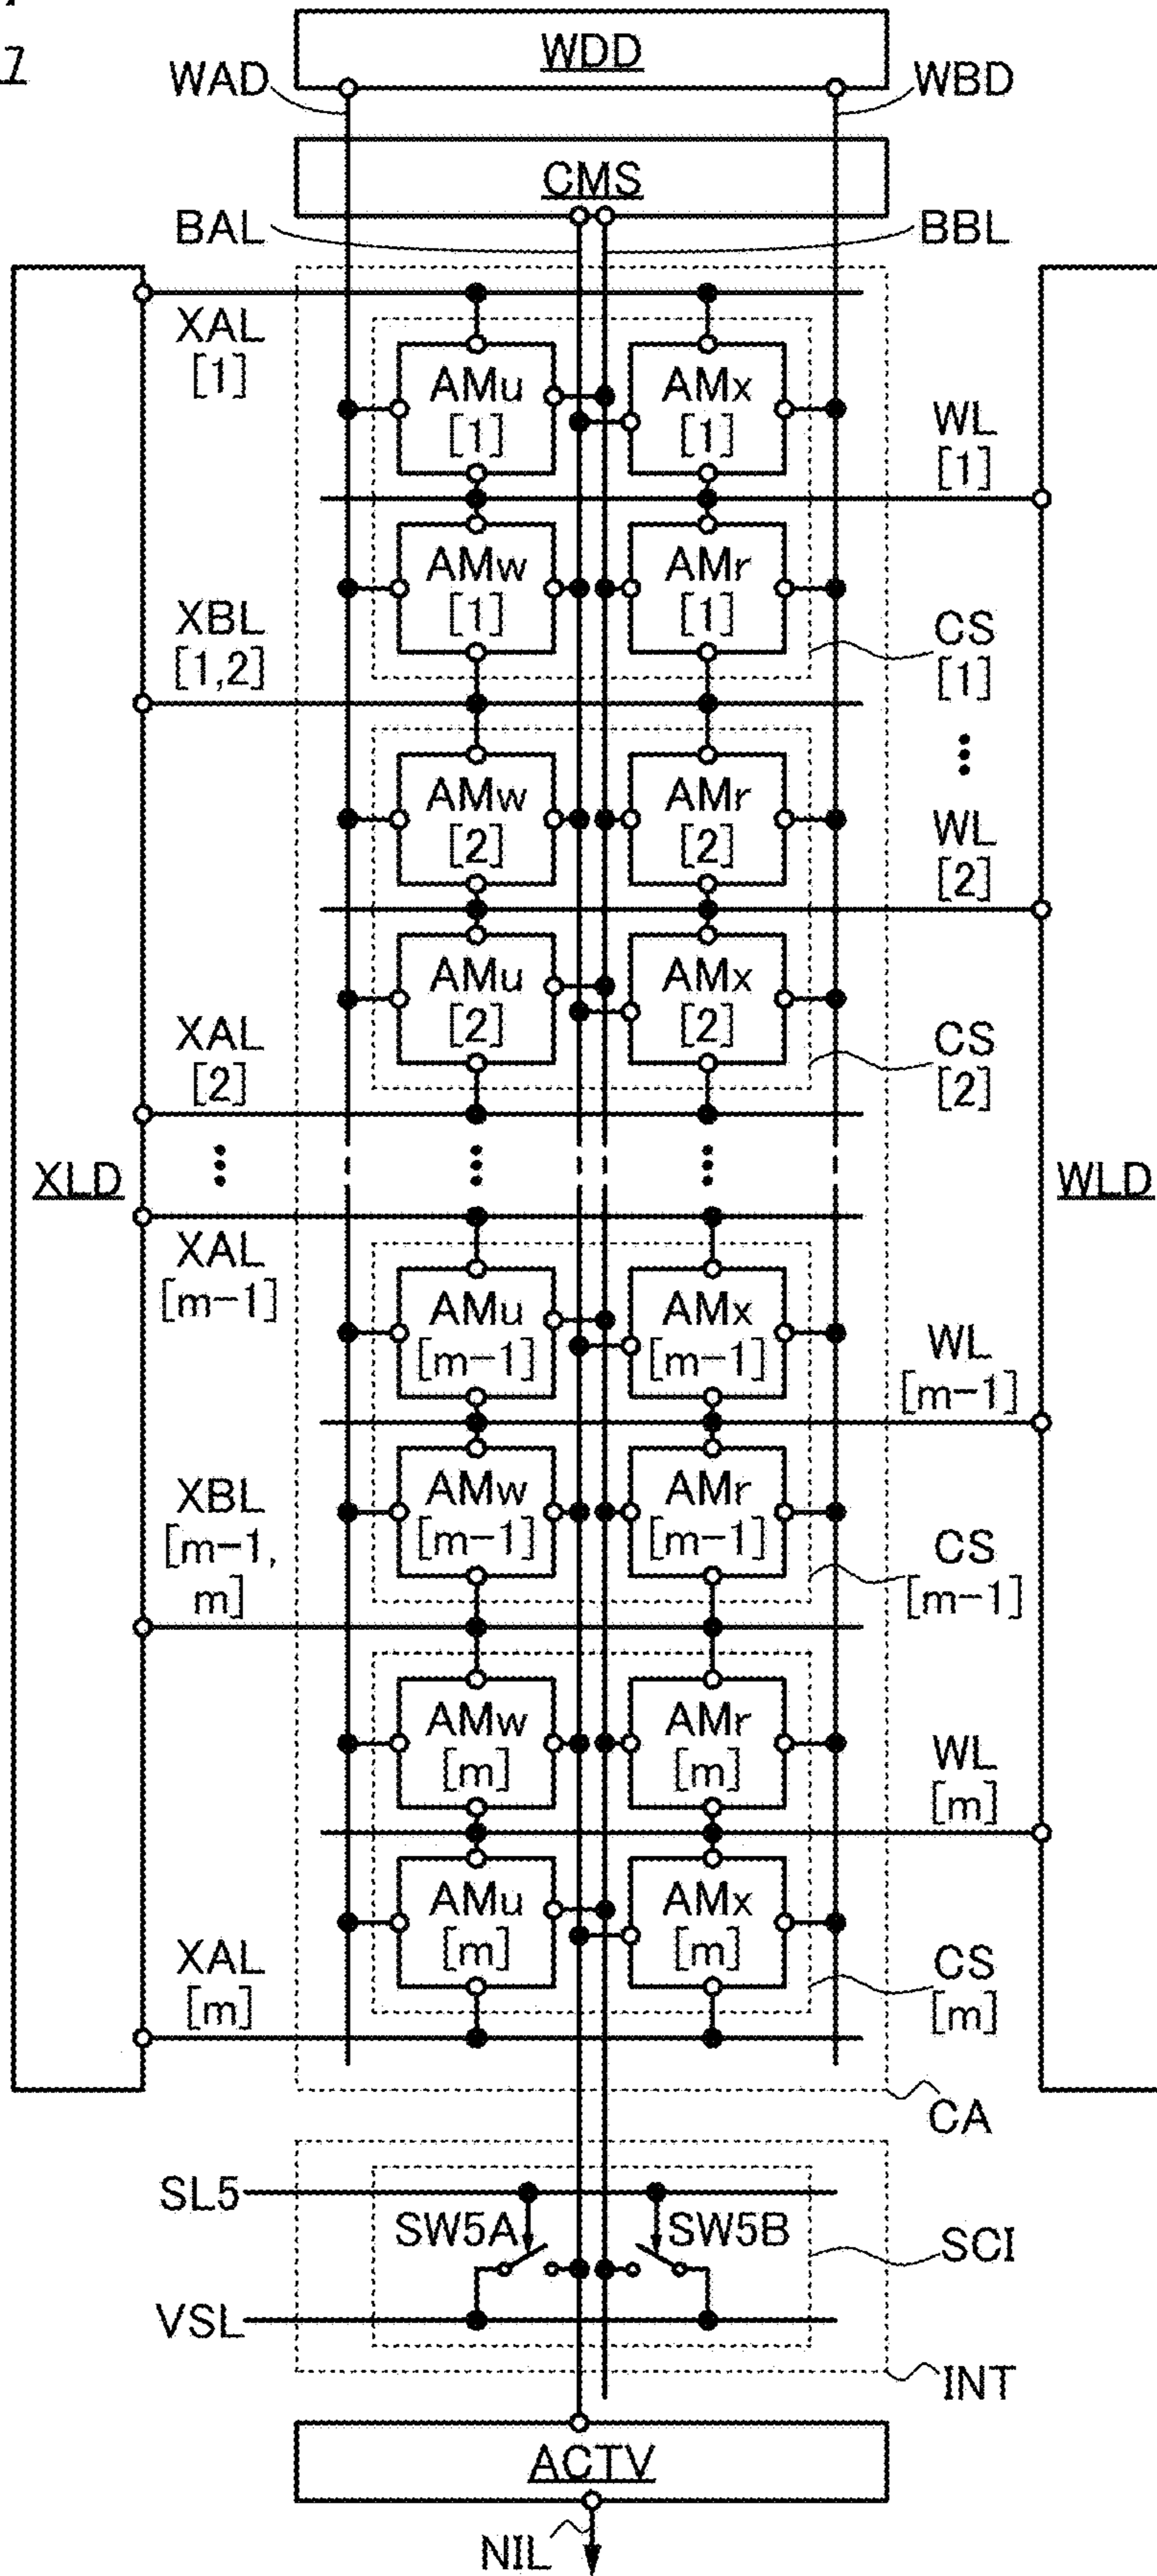 WDD
WAD
WBD
CMS
BAL
BBL
XAL
[1]
AMu
[1]
AMx
[1]
WL
[1]
AMw
[1]
AMr
[1]
XBL
[1,2]
CS
[1]
AMw
[2]
AMr
[2]
WL
[2]
AMu
[2]
AMx
[2]
XAL
[2]
CS
[2]
XLD
WLD
XAL
[m-1]
AMu
[m-1]
AMx
[m-1]
WL
[m-1]
XBL
[m-1,
m]
AMw
[m-1]
AMr
[m-1]
CS
[m-1]
AMw
[m]
AMr
[m]
WL
[m]
AMu
[m]
AMx
[m]
XAL
[m]
CS
[m]
CA
SL5
SW5A
SW5B
SCI
VSL
INT
ACTV
NIL